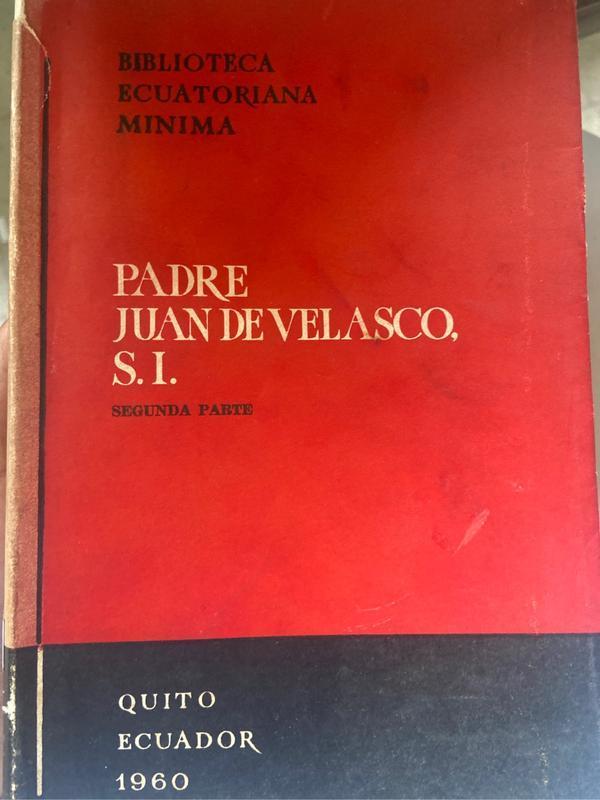 BIBLIOTECA
ECUATORIANA
MINIMA
PADRE
JUAN DE VELASCO,
S. I.
SEGUNDA PARTE
QUITO
ECUADOR
1960